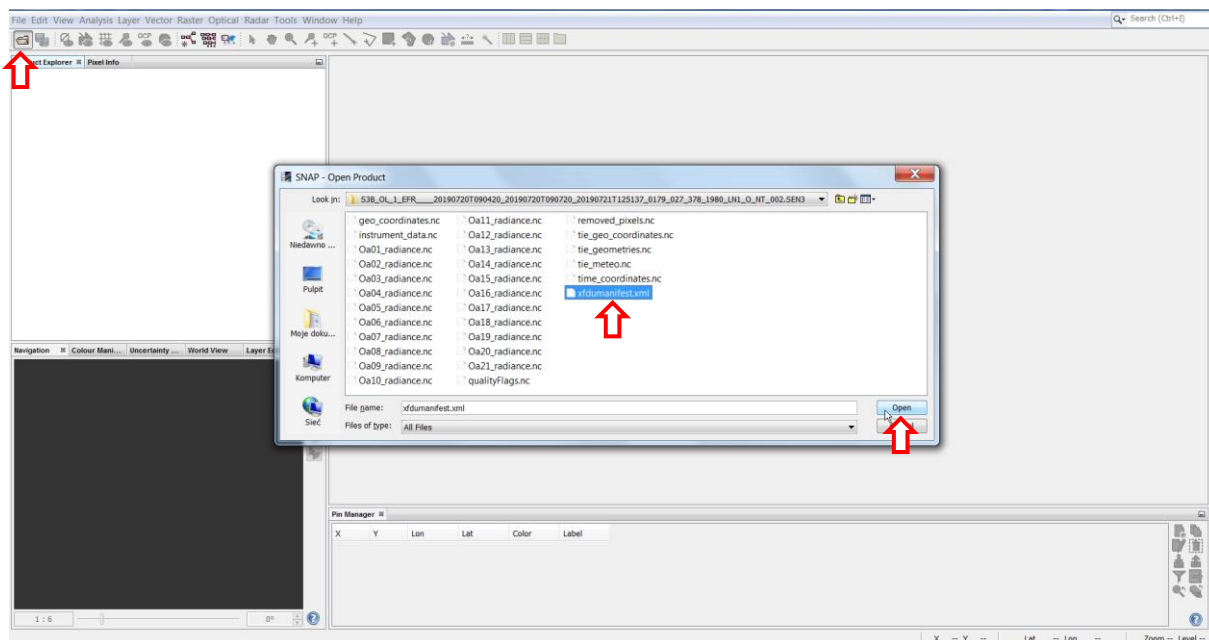 File Edit View Analysis Layer Vector Raster Optical Radar Tools Window Help
Search (Ctrl+I)
Pixel Info
SNAP - Open Product
Look in: S3B_OL_1_EFR____20190720T090420_20190720T090720_20190721T125137_0179_027_378_1980_LN1_O_NT_002.SEN3
Niedawno ...
Pulpit
Moje doku...
Komputer
Sieć
geo_coordinates.nc
instrument_data.nc
Oa01_radiance.nc
Oa02_radiance.nc
Oa03_radiance.nc
Oa04_radiance.nc
Oa05_radiance.nc
Oa06_radiance.nc
Oa07_radiance.nc
Oa08_radiance.nc
Oa09_radiance.nc
Oa10_radiance.nc
Oa11_radiance.nc
Oa12_radiance.nc
Oa13_radiance.nc
Oa14_radiance.nc
Oa15_radiance.nc
Oa16_radiance.nc
Oa17_radiance.nc
Oa18_radiance.nc
Oa19_radiance.nc
Oa20_radiance.nc
Oa21_radiance.nc
qualityFlags.nc
removed_pixels.nc
tie_geo_coordinates.nc
tie_geometries.nc
tie_meteo.nc
time_coordinates.nc
xfdumanifest.xml
File name: xfdumanifest.xml
Open
Files of type: All Files
Navigation Colour Mani... Uncertainty ... World View
Pin Manager
X Y Lon Lat Color Label
1 : 6 0°
X -- Y -- Lat -- Lon -- Zoom -- Level --